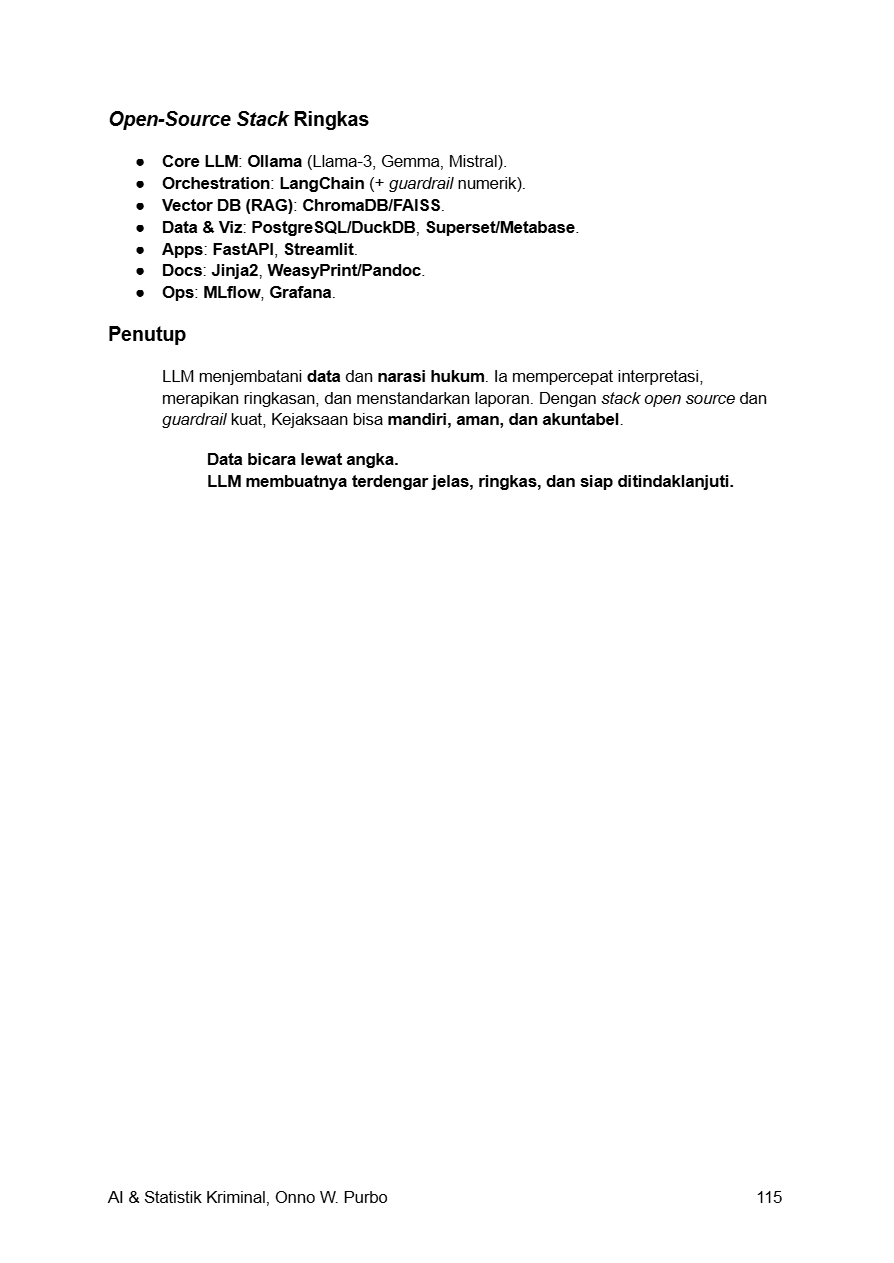 Open-Source Stack Ringkas
● Core LLM: Ollama (Llama-3, Gemma, Mistral).
● Orchestration: LangChain (+ guardrail numerik).
● Vector DB (RAG): ChromaDB/FAISS.
● Data & Viz: PostgreSQL/DuckDB, Superset/Metabase.
● Apps: FastAPI, Streamlit.
● Docs: Jinja2, WeasyPrint/Pandoc.
● Ops: MLflow, Grafana.
Penutup
LLM menjembatani data dan narasi hukum. Ia mempercepat interpretasi,
merapikan ringkasan, dan menstandarkan laporan. Dengan stack open source dan
guardrail kuat, Kejaksaan bisa mandiri, aman, dan akuntabel.
Data bicara lewat angka.
LLM membuatnya terdengar jelas, ringkas, dan siap ditindaklanjuti.
AI & Statistik Kriminal, Onno W. Purbo 115